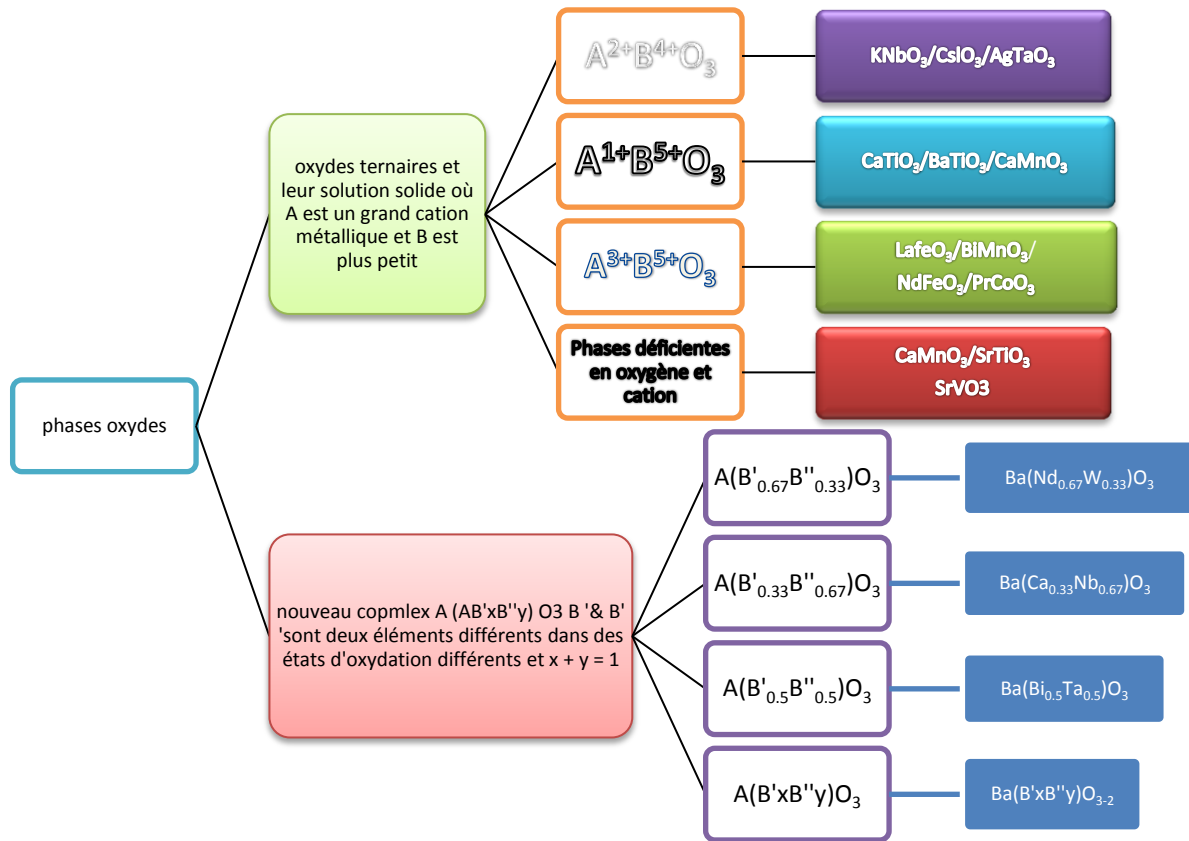 phases oxydes
oxydes ternaires et
leur solution solide où
A est un grand cation
métallique et B est
plus petit
A²⁺B⁴⁺O₃
KNbO₃/CsIO₃/AgTaO₃
A¹⁺B⁵⁺O₃
CaTiO₃/BaTiO₃/CaMnO₃
A³⁺B⁵⁺O₃
LafeO₃/BiMnO₃/
NdFeO₃/PrCoO₃
Phases déficientes
en oxygène et
cation
CaMnO₃/SrTiO₃
SrVO3
nouveau copmlex A (AB'xB''y) O3 B '& B'
'sont deux éléments différents dans des
états d'oxydation différents et x + y = 1
A(B'₀.₆₇B''₀.₃₃)O₃
Ba(Nd₀.₆₇W₀.₃₃)O₃
A(B'₀.₃₃B''₀.₆₇)O₃
Ba(Ca₀.₃₃Nb₀.₆₇)O₃
A(B'₀.₅B''₀.₅)O₃
Ba(Bi₀.₅Ta₀.₅)O₃
A(B'xB''y)O₃
Ba(B'xB''y)O₃₋₂